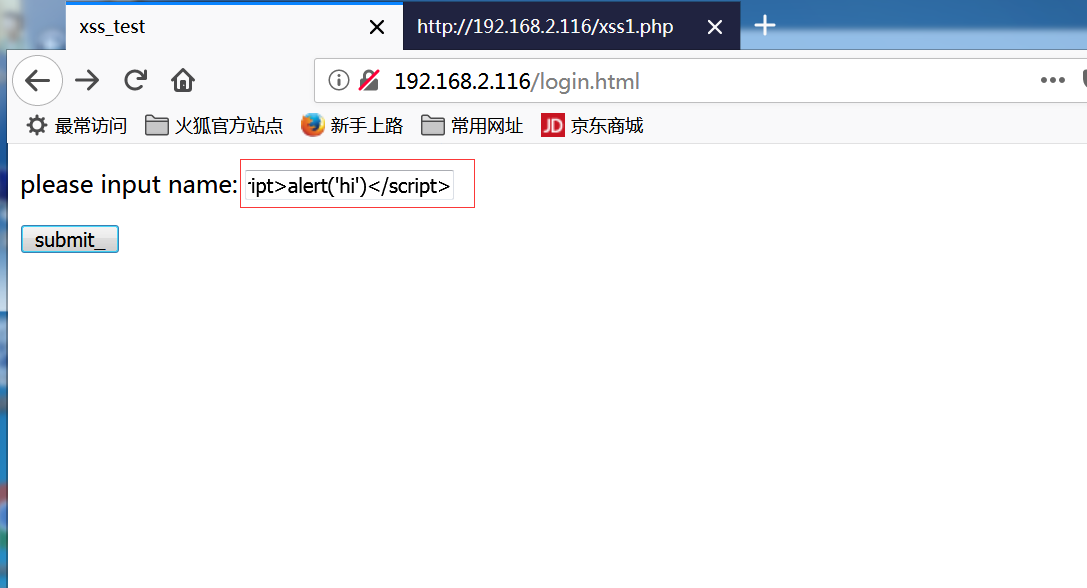 xss_test http://192.168.2.116/xss1.php
192.168.2.116/login.html
最常访问 火狐官方站点 新手上路 常用网址 JD 京东商城
please input name: ipt>alert('hi')</script>
submit_